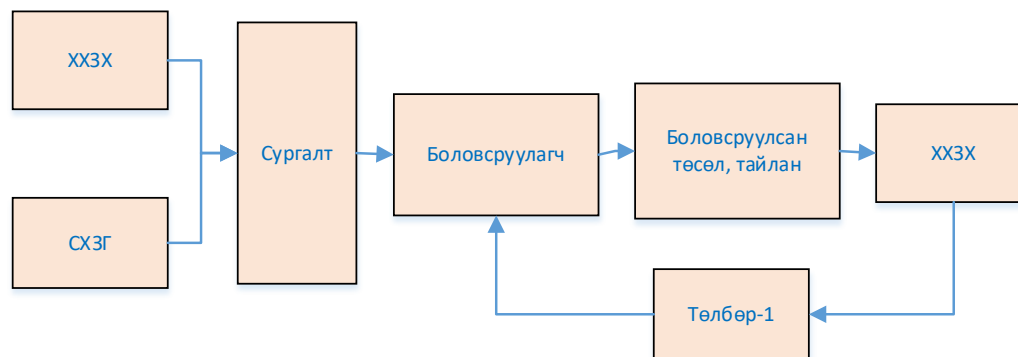 ХХЗХ
СХЗГ
Сургалт
Боловсруулагч
Боловсруулсан
төсөл, тайлан
ХХЗХ
Төлбөр-1